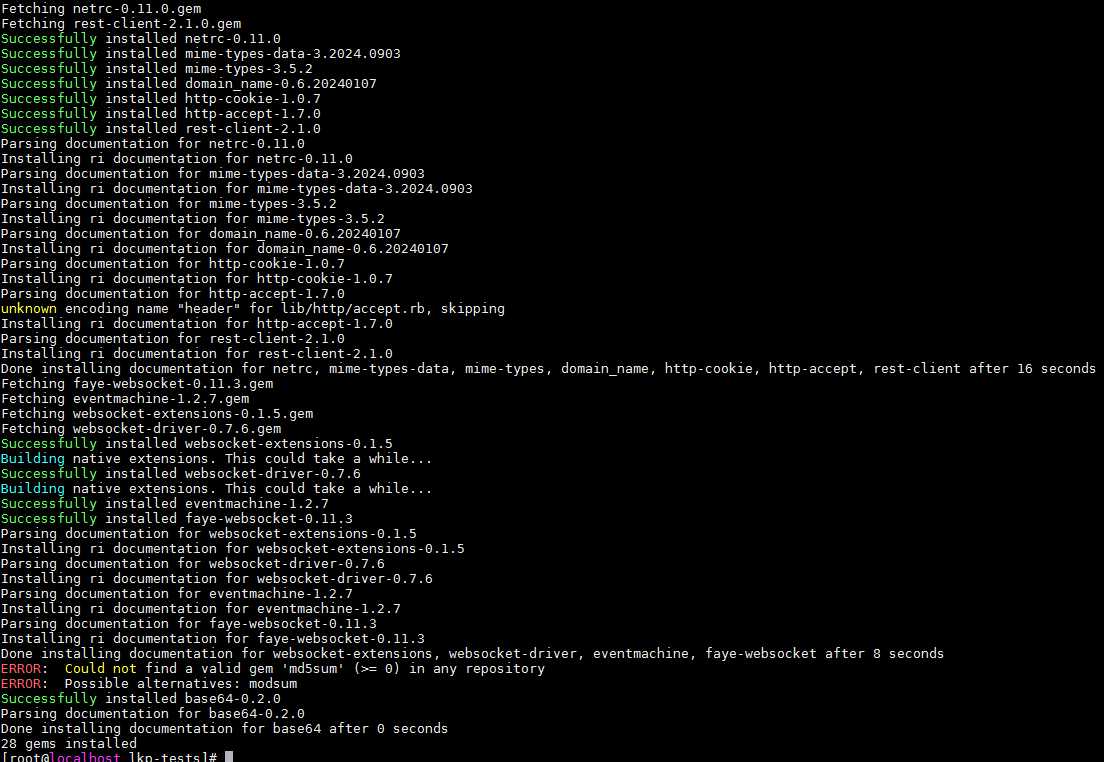 Fetching netrc-0.11.0.gem
Fetching rest-client-2.1.0.gem
Successfully installed netrc-0.11.0
Successfully installed mime-types-data-3.2024.0903
Successfully installed mime-types-3.5.2
Successfully installed domain_name-0.6.20240107
Successfully installed http-cookie-1.0.7
Successfully installed http-accept-1.7.0
Successfully installed rest-client-2.1.0
Parsing documentation for netrc-0.11.0
Installing ri documentation for netrc-0.11.0
Parsing documentation for mime-types-data-3.2024.0903
Installing ri documentation for mime-types-data-3.2024.0903
Parsing documentation for mime-types-3.5.2
Installing ri documentation for mime-types-3.5.2
Parsing documentation for domain_name-0.6.20240107
Installing ri documentation for domain_name-0.6.20240107
Parsing documentation for http-cookie-1.0.7
Installing ri documentation for http-cookie-1.0.7
Parsing documentation for http-accept-1.7.0
unknown encoding name "header" for lib/http/accept.rb, skipping
Installing ri documentation for http-accept-1.7.0
Parsing documentation for rest-client-2.1.0
Installing ri documentation for rest-client-2.1.0
Done installing documentation for netrc, mime-types-data, mime-types, domain_name, http-cookie, http-accept, rest-client after 16 seconds
Fetching faye-websocket-0.11.3.gem
Fetching eventmachine-1.2.7.gem
Fetching websocket-extensions-0.1.5.gem
Fetching websocket-driver-0.7.6.gem
Successfully installed websocket-extensions-0.1.5
Building native extensions. This could take a while...
Successfully installed websocket-driver-0.7.6
Building native extensions. This could take a while...
Successfully installed eventmachine-1.2.7
Successfully installed faye-websocket-0.11.3
Parsing documentation for websocket-extensions-0.1.5
Installing ri documentation for websocket-extensions-0.1.5
Parsing documentation for websocket-driver-0.7.6
Installing ri documentation for websocket-driver-0.7.6
Parsing documentation for eventmachine-1.2.7
Installing ri documentation for eventmachine-1.2.7
Parsing documentation for faye-websocket-0.11.3
Installing ri documentation for faye-websocket-0.11.3
Done installing documentation for websocket-extensions, websocket-driver, eventmachine, faye-websocket after 8 seconds
ERROR:  Could not find a valid gem 'md5sum' (>= 0) in any repository
ERROR:  Possible alternatives: modsum
Successfully installed base64-0.2.0
Parsing documentation for base64-0.2.0
Done installing documentation for base64 after 0 seconds
28 gems installed
[root@localhost lkp-tests]#